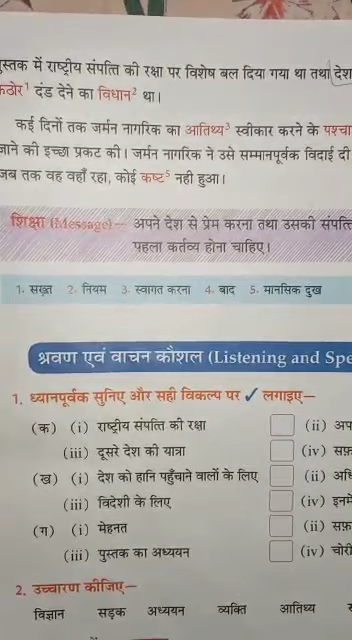 पुस्तक में राष्ट्रीय संपत्ति की रक्षा पर विशेष बल दिया गया था तथा देश
कठोर¹ दंड देने का विधान² था।
कई दिनों तक जर्मन नागरिक का आतिथ्य³ स्वीकार करने के पश्चा
जाने की इच्छा प्रकट की। जर्मन नागरिक ने उसे सम्मानपूर्वक विदाई दी
जब तक वह वहाँ रहा, कोई कष्ट⁵ नही हुआ।
शिक्षा (Message)— अपने देश से प्रेम करना तथा उसकी संपत्ति
पहला कर्तव्य होना चाहिए।
1. सख़्त 2. नियम 3. स्वागत करना 4. बाद 5. मानसिक दुख
श्रवण एवं वाचन कौशल (Listening and Spe
1. ध्यानपूर्वक सुनिए और सही विकल्प पर ✓ लगाइए—
(क) (i) राष्ट्रीय संपत्ति की रक्षा (ii) अप
(iii) दूसरे देश की यात्रा (iv) सफ़
(ख) (i) देश को हानि पहुँचाने वालों के लिए (ii) अि
(iii) विदेशी के लिए (iv) इनमे
(ग) (i) मेहनत (ii) सफ़
(iii) पुस्तक का अध्ययन (iv) चोरी
2. उच्चारण कीजिए—
विज्ञान सड़क अध्ययन व्यक्ति आतिथ्य